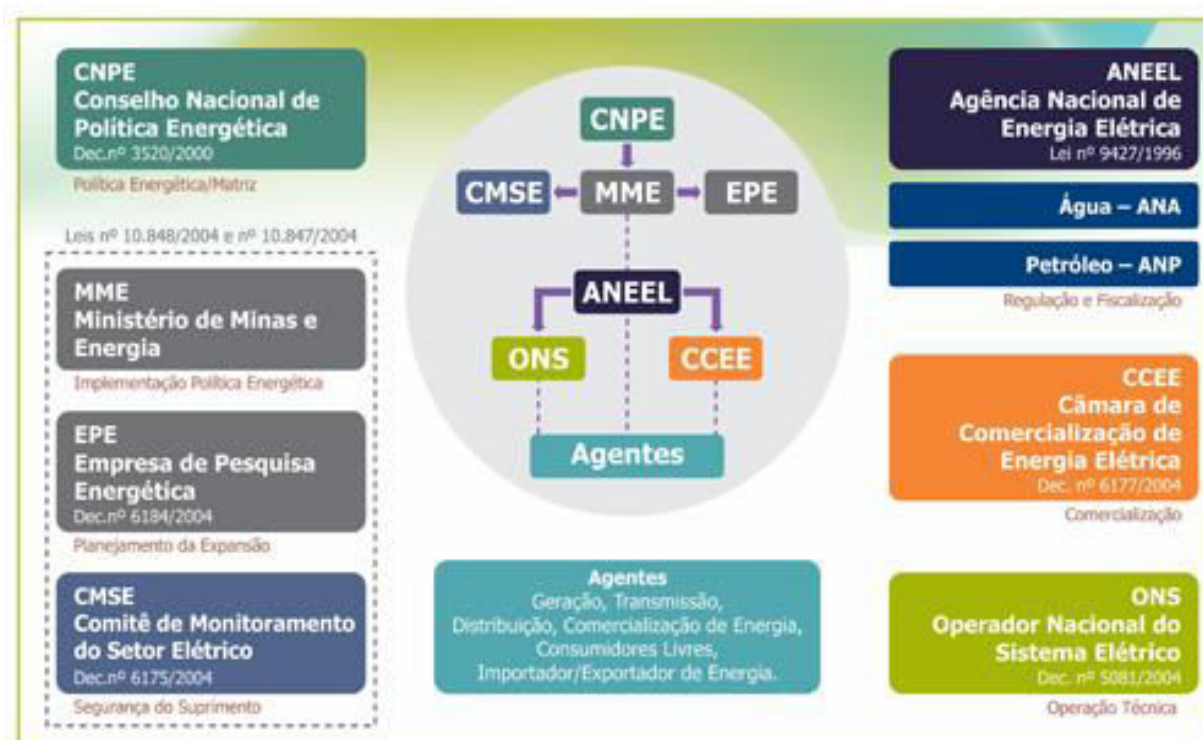 CNPE
Conselho Nacional de
Política Energética
Dec.nº 3520/2000
Política Energética/Matriz
Leis nº 10.848/2004 e nº 10.847/2004
MME
Ministério de Minas e
Energia
Implementação Política Energética
EPE
Empresa de Pesquisa
Energética
Dec.nº 6184/2004
Planejamento da Expansão
CMSE
Comitê de Monitoramento
do Setor Elétrico
Dec.nº 6175/2004
Segurança do Suprimento
CNPE
CMSE
MME
EPE
ANEEL
ONS
CCEE
Agentes
Agentes
Geração, Transmissão,
Distribuição, Comercialização de Energia,
Consumidores Livres,
Importador/Exportador de Energia.
ANEEL
Agência Nacional de
Energia Elétrica
Lei nº 9427/1996
Água – ANA
Petróleo – ANP
Regulação e Fiscalização
CCEE
Câmara de
Comercialização de
Energia Elétrica
Dec. nº 6177/2004
Comercialização
ONS
Operador Nacional do
Sistema Elétrico
Dec. nº 5081/2004
Operação Técnica